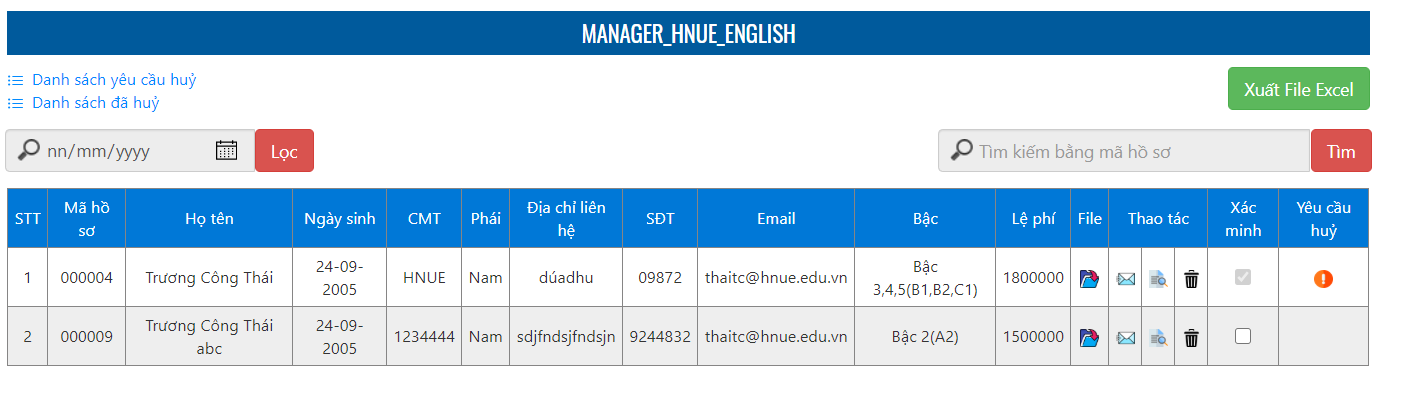 MANAGER_HNUE_ENGLISH
Danh sách yêu cầu huỷ
Danh sách đã huỷ
Xuất File Excel
nn/mm/yyyy Lọc Tìm kiếm bằng mã hồ sơ Tìm
STT Mã hồ sơ Họ tên Ngày sinh CMT Phái Địa chỉ liên hệ SĐT Email Bậc Lệ phí File Thao tác Xác minh Yêu cầu huỷ
1 000004 Trương Công Thái 24-09-2005 HNUE Nam dúadhu 09872 thaitc@hnue.edu.vn Bậc 3,4,5(B1,B2,C1) 1800000
2 000009 Trương Công Thái abc 24-09-2005 1234444 Nam sdjfndsjfndsjn 9244832 thaitc@hnue.edu.vn Bậc 2(A2) 1500000